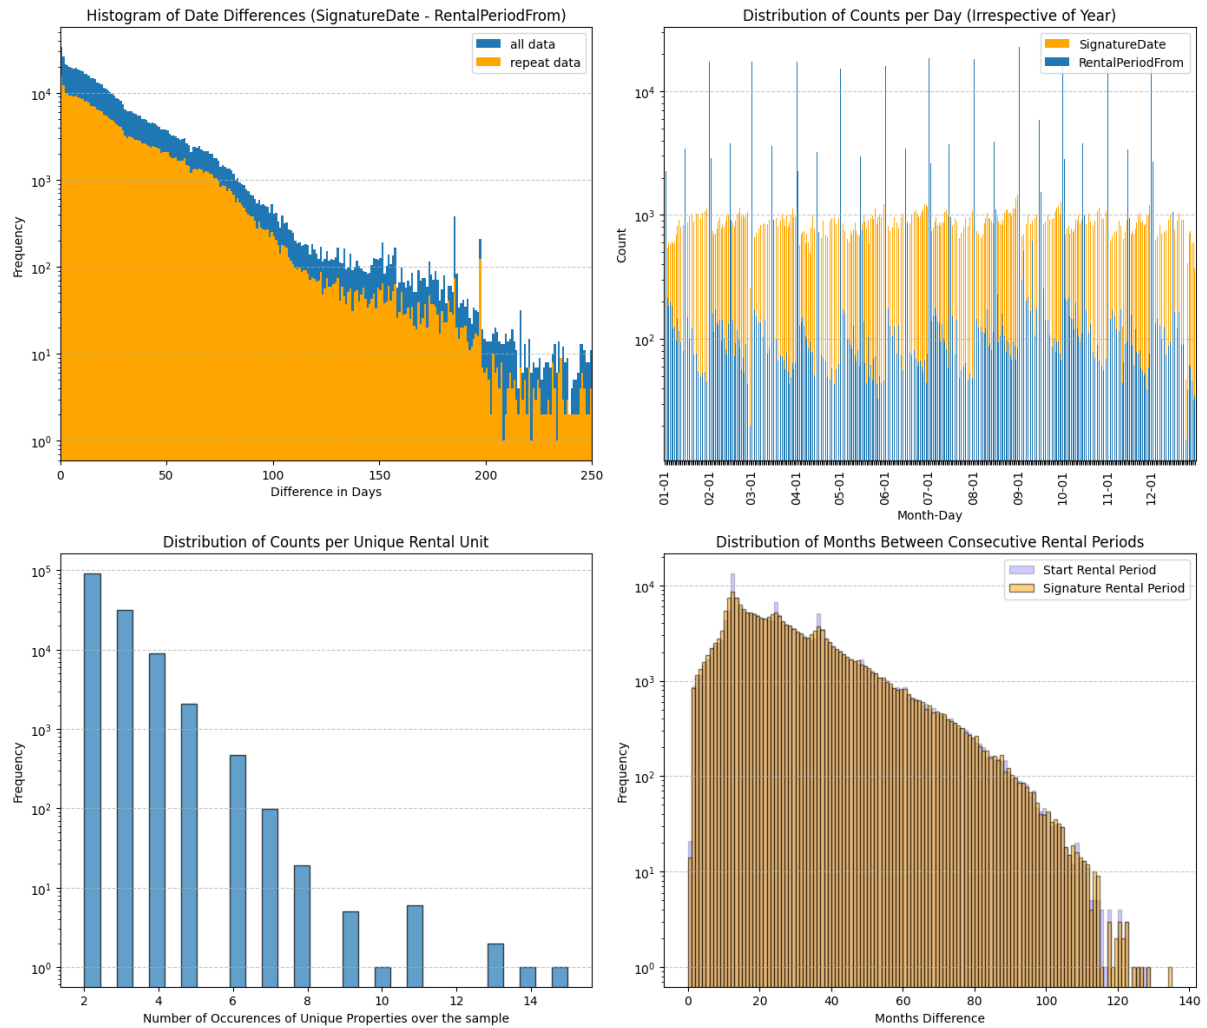 Histogram of Date Differences (SignatureDate - RentalPeriodFrom)
all data
repeat data
Frequency
10⁴
10³
10²
10¹
10⁰
0 50 100 150 200 250
Difference in Days
Distribution of Counts per Day (Irrespective of Year)
SignatureDate
RentalPeriodFrom
Count
10⁴
10³
10²
01-01 02-01 03-01 04-01 05-01 06-01 07-01 08-01 09-01 10-01 11-01 12-01
Month-Day
Distribution of Counts per Unique Rental Unit
Frequency
10⁵
10⁴
10³
10²
10¹
10⁰
2 4 6 8 10 12 14
Number of Occurences of Unique Properties over the sample
Distribution of Months Between Consecutive Rental Periods
Start Rental Period
Signature Rental Period
Frequency
10⁴
10³
10²
10¹
10⁰
0 20 40 60 80 100 120 140
Months Difference